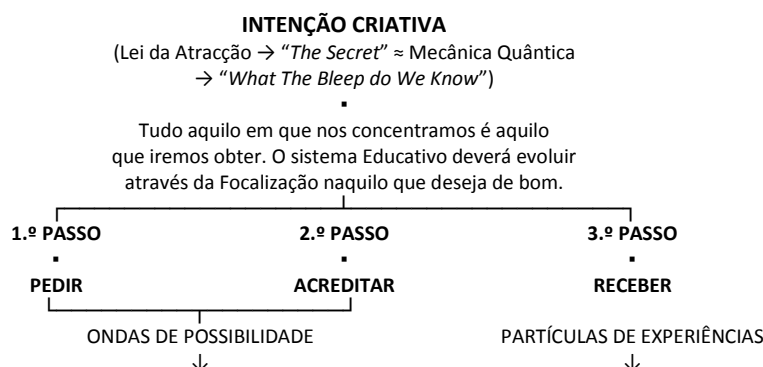 INTENÇÃO CRIATIVA
(Lei da Atracção → “The Secret” ≈ Mecânica Quântica
→ “What The Bleep do We Know”)
▪
Tudo aquilo em que nos concentramos é aquilo
que iremos obter. O sistema Educativo deverá evoluir
através da Focalização naquilo que deseja de bom.
1.º PASSO 2.º PASSO 3.º PASSO
▪ ▪ ▪
PEDIR ACREDITAR RECEBER
ONDAS DE POSSIBILIDADE PARTÍCULAS DE EXPERIÊNCIAS
↓ ↓